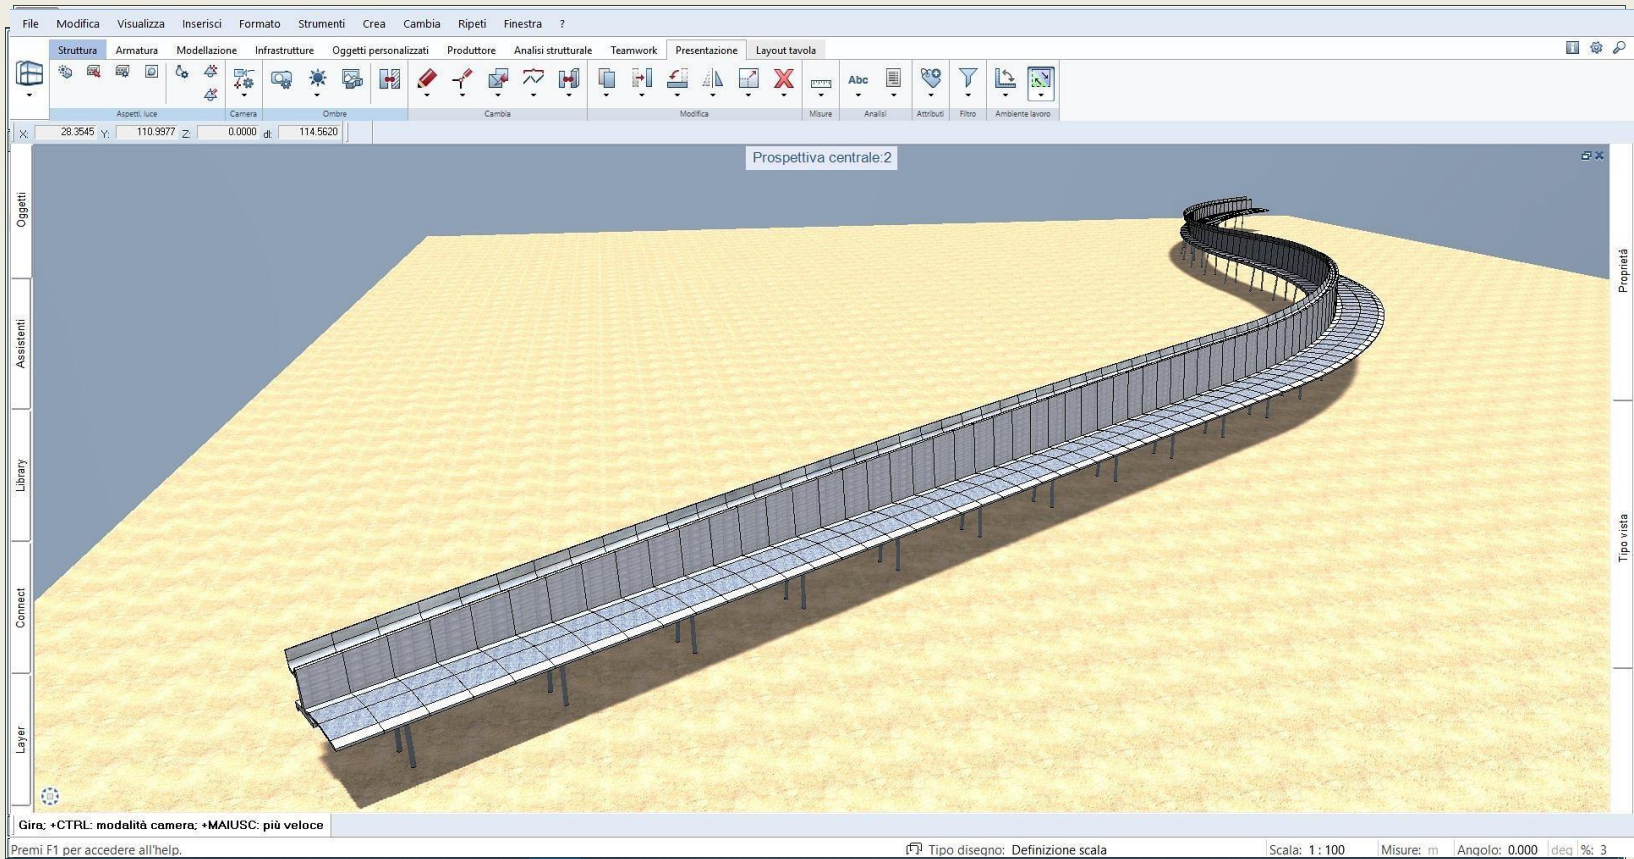 File Modifica Visualizza Inserisci Formato Strumenti Crea Cambia Ripeti Finestra ?
Struttura Armatura Modellazione Infrastrutture Oggetti personalizzati Produttore Analisi strutturale Teamwork Presentazione Layout tavola
Abc
Aspetti, luce Camera Ombre Cambia Modifica Misure Analisi Attributi Filtro Ambiente lavoro
X: 28.3545 Y: 110.9977 Z: 0.0000 dl: 114.5620
Prospettiva centrale:2
Oggetti
Assistenti
Library
Connect
Layer
Proprietà
Tipo vista
Gira; +CTRL: modalità camera; +MAIUSC: più veloce
Premi F1 per accedere all'help. Tipo disegno: Definizione scala Scala: 1 : 100 Misure: m Angolo: 0.000 deg %: 3